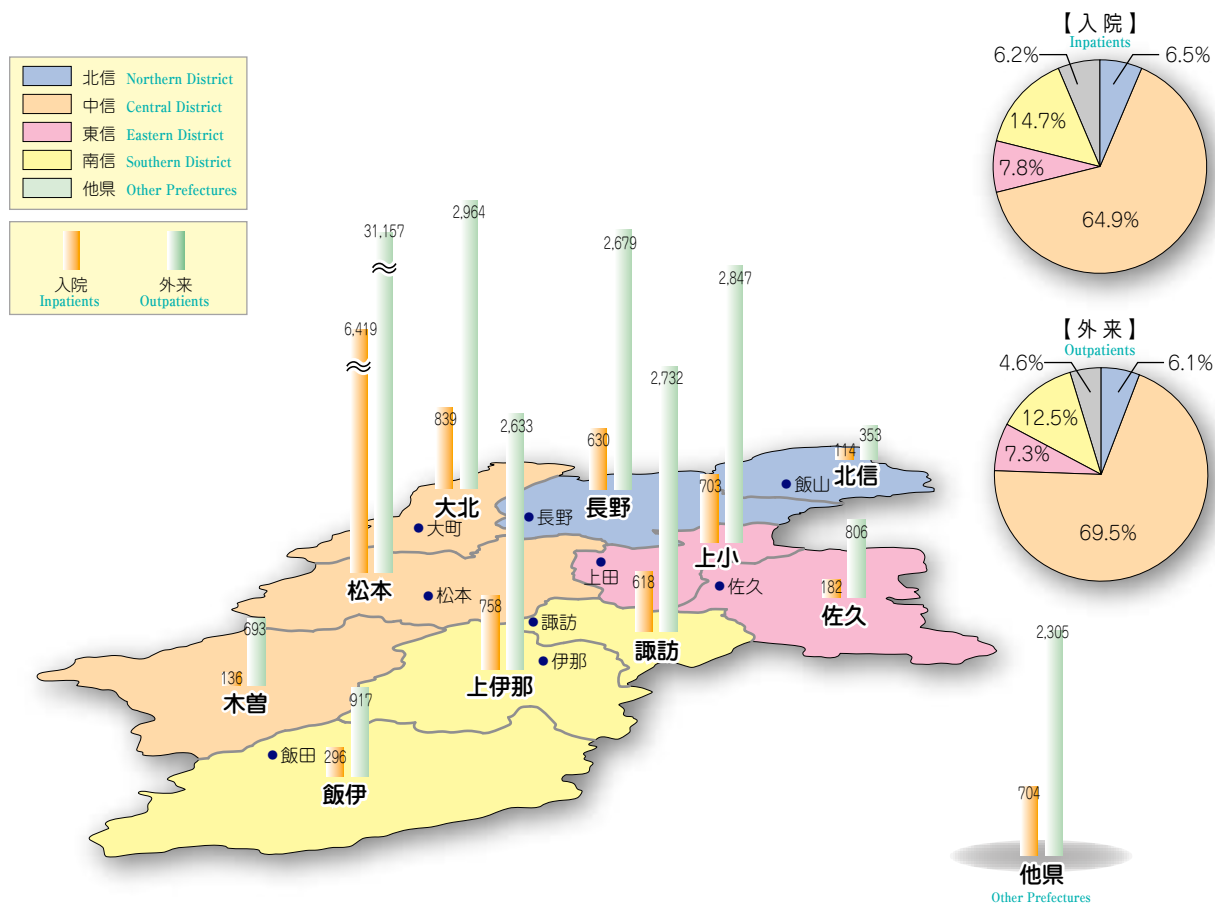 北信 Northern District
中信 Central District
東信 Eastern District
南信 Southern District
他県 Other Prefectures
入院
Inpatients
外来
Outpatients
【 入 院 】
Inpatients
6.2%
6.5%
14.7%
7.8%
64.9%
【 外 来 】
Outpatients
4.6%
6.1%
12.5%
7.3%
69.5%
31,157
6,419
松本
2,964
839
大北
2,679
630
長野
2,847
703
上小
353
114
北信
2,633
758
上伊那
2,732
618
諏訪
806
182
佐久
693
136
木曽
917
296
飯伊
大町
長野
飯山
松本
上田
佐久
諏訪
伊那
飯田
2,305
704
他県
Other Prefectures